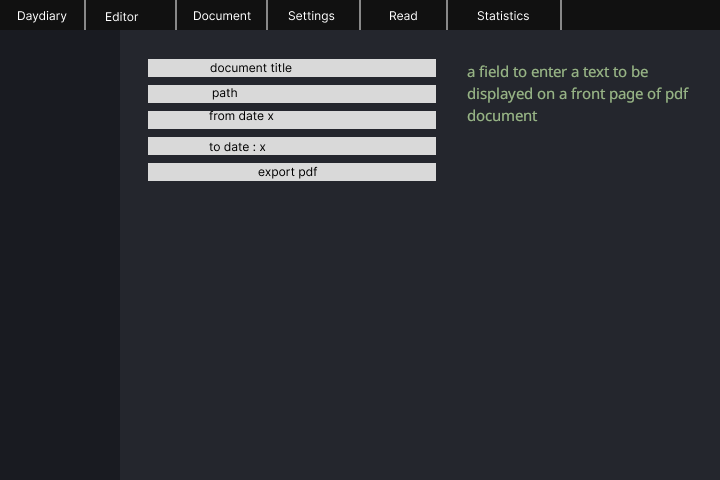 Daydiary Editor Document Settings Read Statistics
document title
path
from date x
to date : x
export pdf
a field to enter a text to be
displayed on a front page of pdf
document